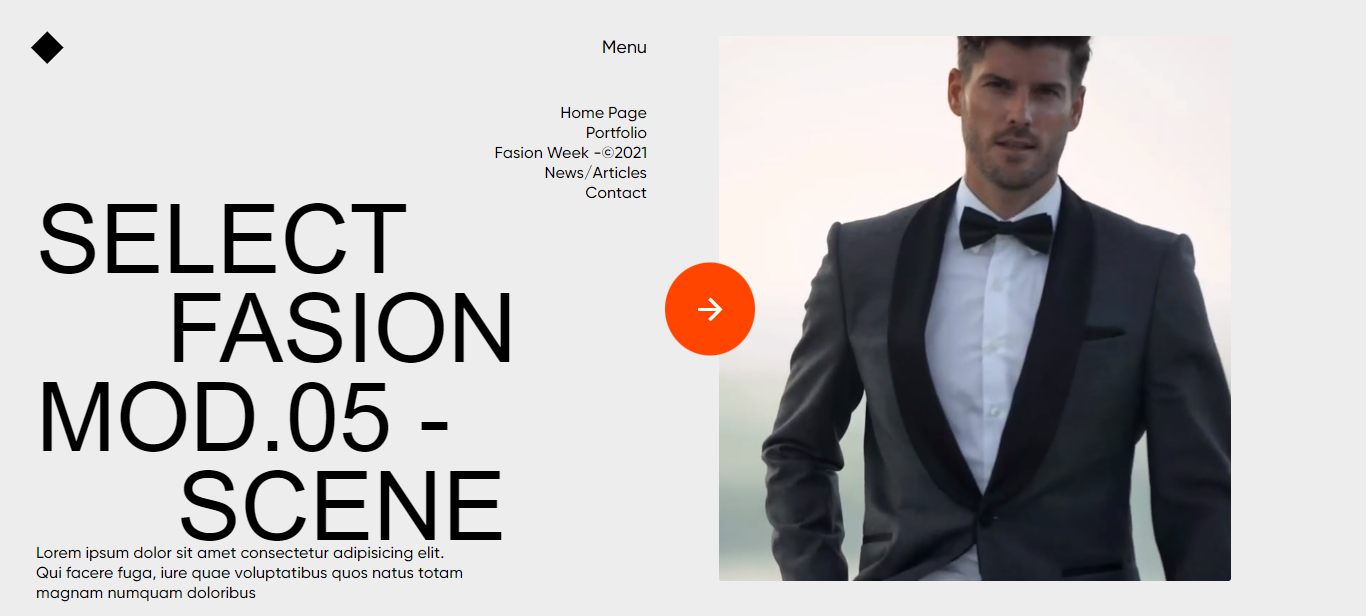 Menu
Home Page
Portfolio
Fasion Week -©2021
News/Articles
Contact
SELECT
FASION
MOD.05 -
SCENE
Lorem ipsum dolor sit amet consectetur adipisicing elit.
Qui facere fuga, iure quae voluptatibus quos natus totam
magnam numquam doloribus